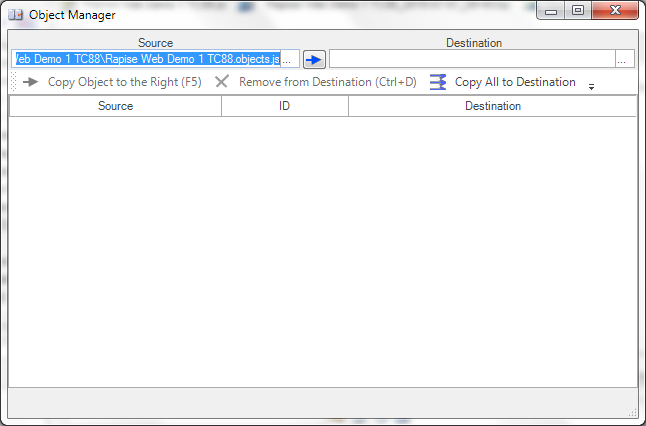 Object Manager
Source Destination
Web Demo 1 TC88\Rapise Web Demo 1 TC88.objects.js ... ...
Copy Object to the Right (F5) Remove from Destination (Ctrl+D) Copy All to Destination
Source ID Destination